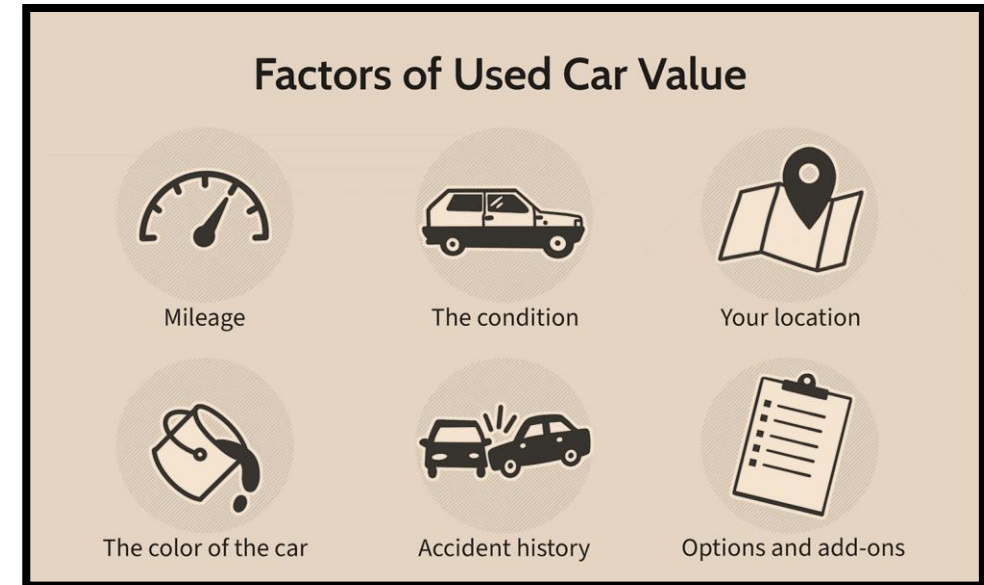 Factors of Used Car Value
Mileage
The condition
Your location
The color of the car
Accident history
Options and add-ons